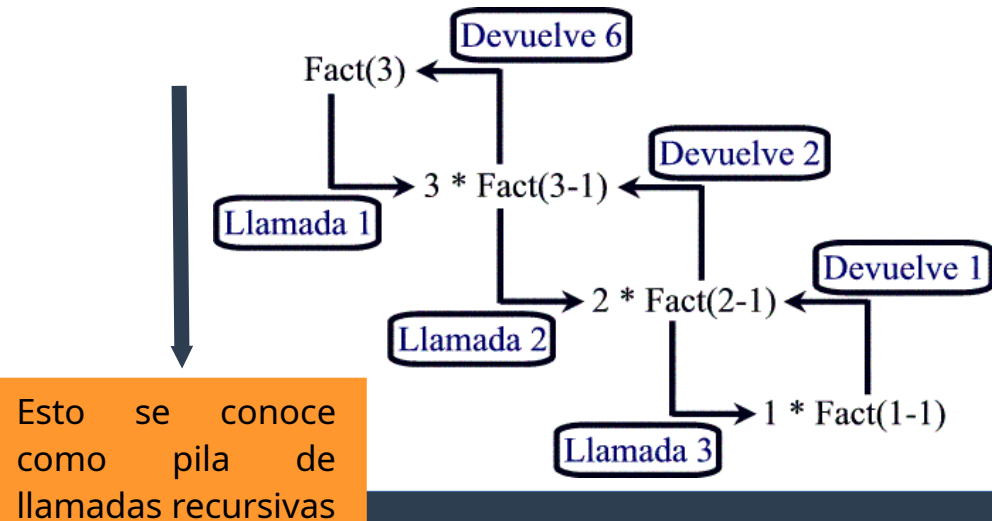 Devuelve 6
Fact(3)
Devuelve 2
3 * Fact(3-1)
Llamada 1
Devuelve 1
2 * Fact(2-1)
Llamada 2
1 * Fact(1-1)
Llamada 3
Esto se conoce
como pila de
llamadas recursivas